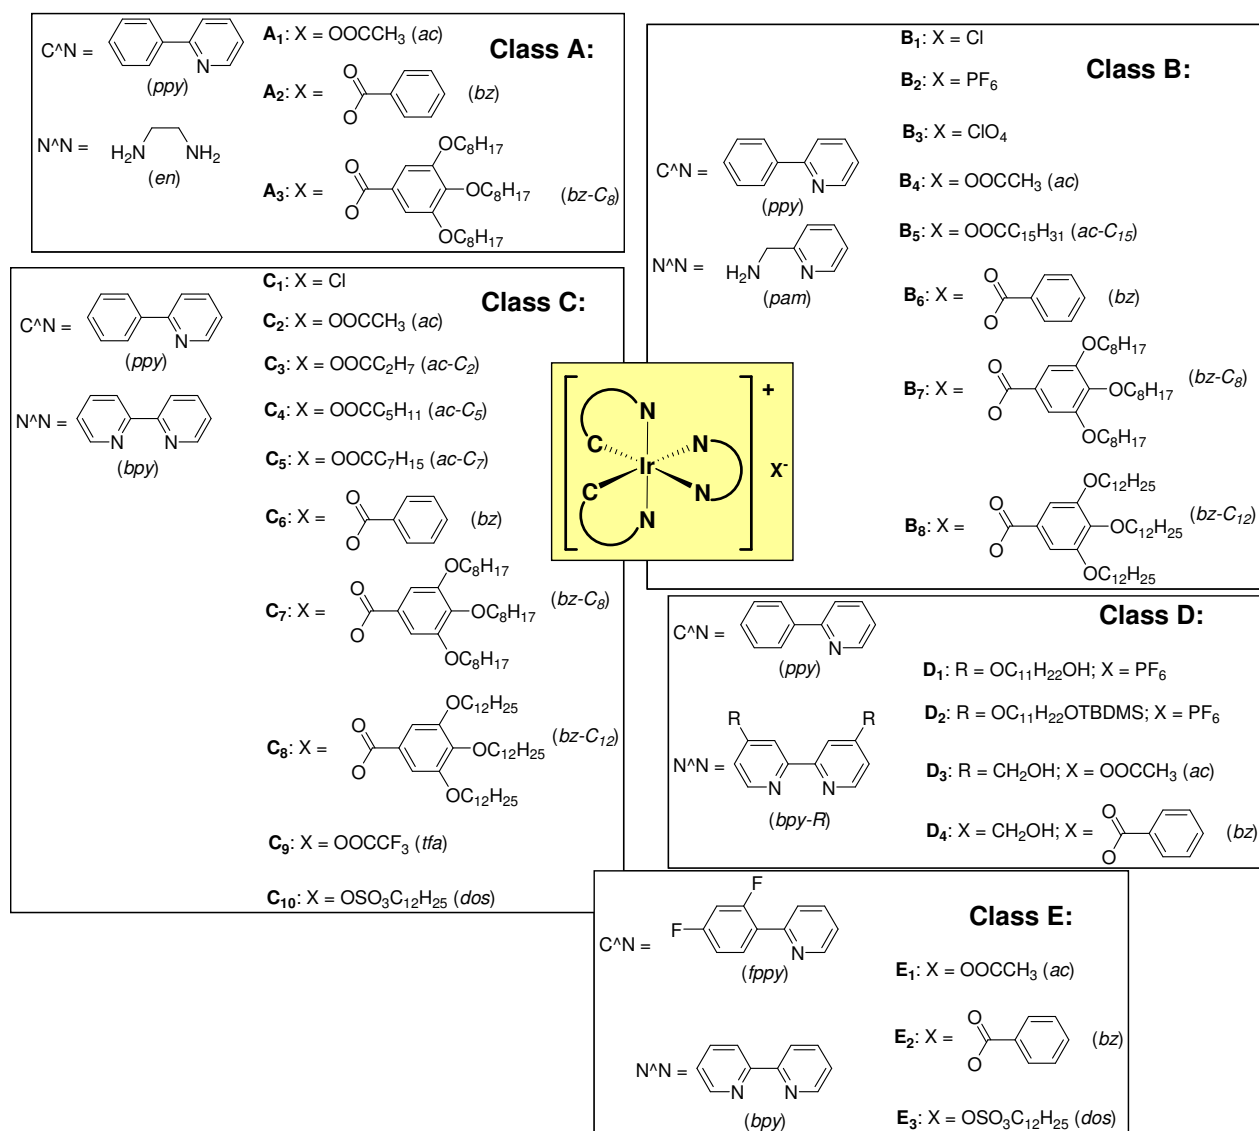 Class A:
C^N =
N
(ppy)
N^N =
H₂N
NH₂
(en)
A₁: X = OOCCH₃ (ac)
A₂: X =
O
O
(bz)
A₃: X =
O
O
OC₈H₁₇
OC₈H₁₇
OC₈H₁₇
(bz-C₈)
Class B:
C^N =
N
(ppy)
N^N =
H₂N
N
(pam)
B₁: X = Cl
B₂: X = PF₆
B₃: X = ClO₄
B₄: X = OOCCH₃ (ac)
B₅: X = OOCC₁₅H₃₁ (ac-C₁₅)
B₆: X =
O
O
(bz)
B₇: X =
O
O
OC₈H₁₇
OC₈H₁₇
OC₈H₁₇
(bz-C₈)
B₈: X =
O
O
OC₁₂H₂₅
OC₁₂H₂₅
OC₁₂H₂₅
(bz-C₁₂)
Class C:
C^N =
N
(ppy)
N^N =
N
N
(bpy)
C₁: X = Cl
C₂: X = OOCCH₃ (ac)
C₃: X = OOCC₂H₇ (ac-C₂)
C₄: X = OOCC₅H₁₁ (ac-C₅)
C₅: X = OOCC₇H₁₅ (ac-C₇)
C₆: X =
O
O
(bz)
C₇: X =
O
O
OC₈H₁₇
OC₈H₁₇
OC₈H₁₇
(bz-C₈)
C₈: X =
O
O
OC₁₂H₂₅
OC₁₂H₂₅
OC₁₂H₂₅
(bz-C₁₂)
C₉: X = OOCCF₃ (tfa)
C₁₀: X = OSO₃C₁₂H₂₅ (dos)
N
C
N
Ir
C
N
N
+
X⁻
Class D:
C^N =
N
(ppy)
N^N =
R
R
N
N
(bpy-R)
D₁: R = OC₁₁H₂₂OH; X = PF₆
D₂: R = OC₁₁H₂₂OTBDMS; X = PF₆
D₃: R = CH₂OH; X = OOCCH₃ (ac)
D₄: X = CH₂OH; X =
O
O
(bz)
Class E:
C^N =
F
F
N
(fppy)
N^N =
N
N
(bpy)
E₁: X = OOCCH₃ (ac)
E₂: X =
O
O
(bz)
E₃: X = OSO₃C₁₂H₂₅ (dos)